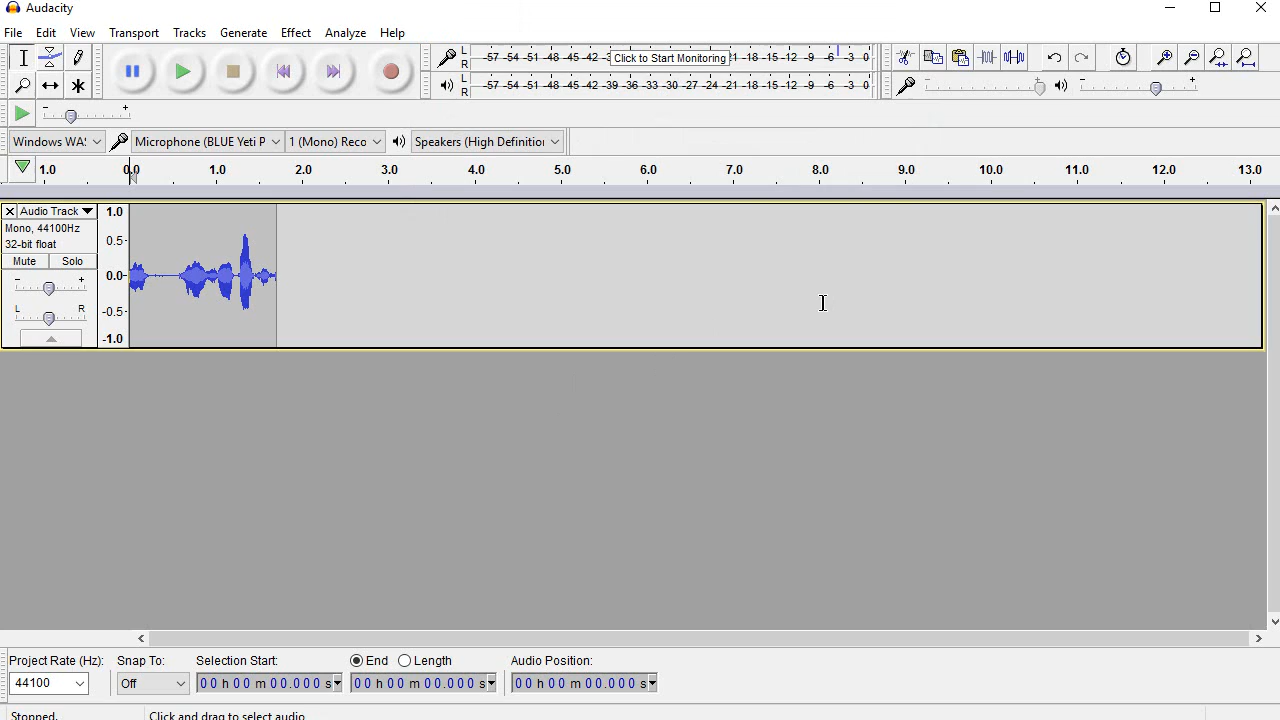 Audacity
File Edit View Transport Tracks Generate Effect Analyze Help
L R -57 -54 -51 -48 -45 -42 -39 Click to Start Monitoring -18 -15 -12 -9 -6 -3 0
L R -57 -54 -51 -48 -45 -42 -39 -36 -33 -30 -27 -24 -21 -18 -15 -12 -9 -6 -3 0
Windows WAS Microphone (BLUE Yeti P 1 (Mono) Reco Speakers (High Definition
1.0 0.0 1.0 2.0 3.0 4.0 5.0 6.0 7.0 8.0 9.0 10.0 11.0 12.0 13.0
Audio Track 1.0
Mono, 44100Hz
32-bit float 0.5
Mute Solo
- + 0.0
L R -0.5
-1.0
Project Rate (Hz): Snap To: Selection Start: End Length Audio Position:
44100 Off 00 h 00 m 00.000 s 00 h 00 m 00.000 s 00 h 00 m 00.000 s
Stopped. Click and drag to select audio